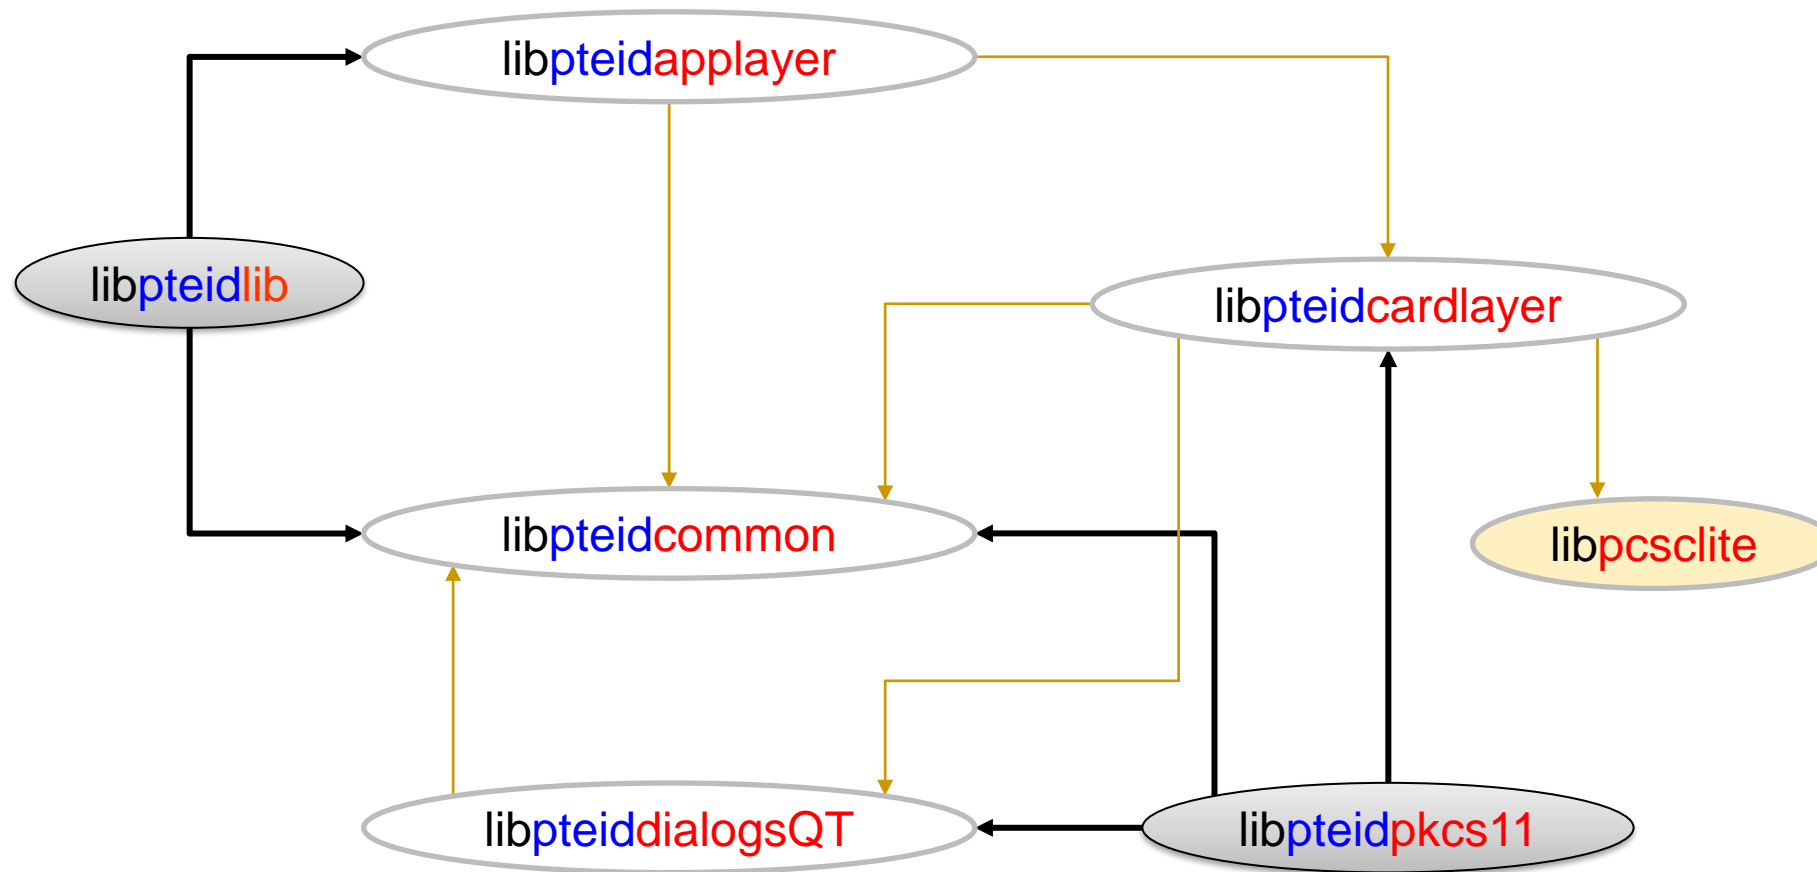 libpteidapplayer
libpteidlib
libpteidcardlayer
libpteidcommon
libpcsclite
libpteiddialogsQT
libpteidpkcs11